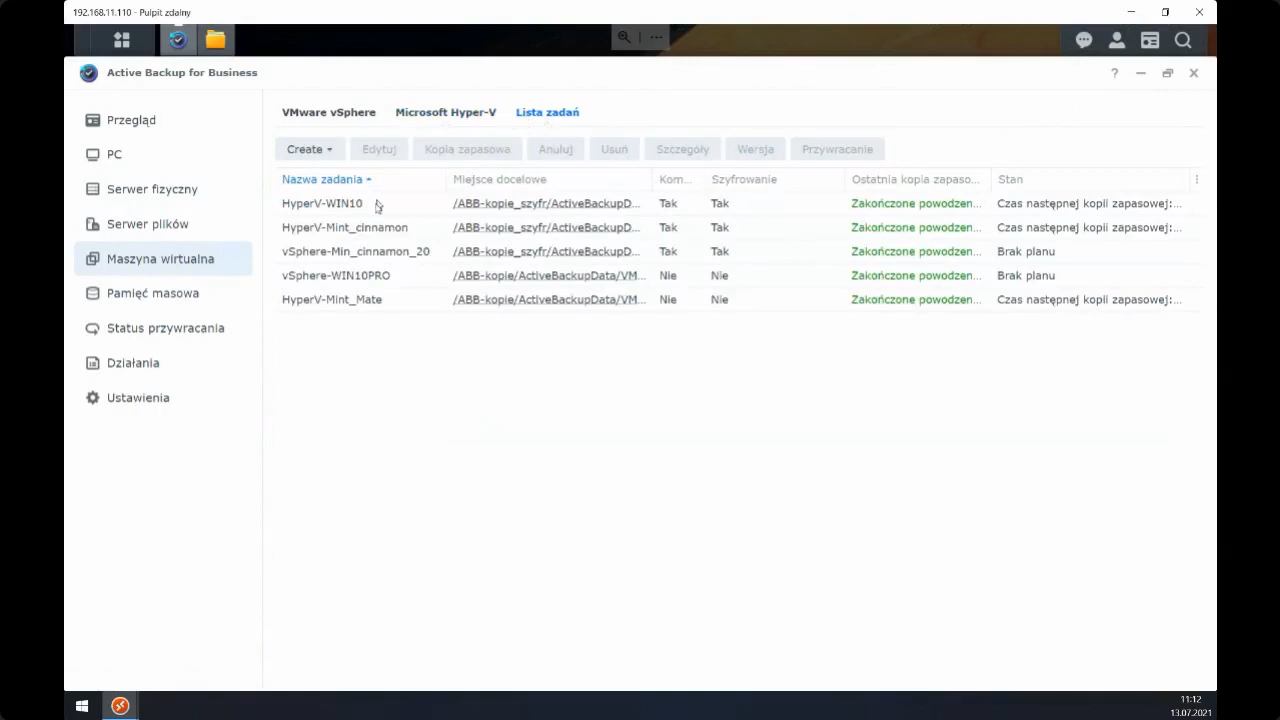 192.168.11.110 - Pulpit zdalny
Active Backup for Business
?
Przegląd
PC
Serwer fizyczny
Serwer plików
Maszyna wirtualna
Pamięć masowa
Status przywracania
Działania
Ustawienia
VMware vSphere Microsoft Hyper-V Lista zadań
Create Edytuj Kopia zapasowa Anuluj Usuń Szczegóły Wersja Przywracanie
Nazwa zadania Miejsce docelowe Kom... Szyfrowanie Ostatnia kopia zapaso... Stan
HyperV-WIN10 /ABB-kopie_szyfr/ActiveBackupD... Tak Tak Zakończone powodzen... Czas następnej kopii zapasowej:...
HyperV-Mint_cinnamon /ABB-kopie_szyfr/ActiveBackupD... Tak Tak Zakończone powodzen... Czas następnej kopii zapasowej:...
vSphere-Min_cinnamon_20 /ABB-kopie_szyfr/ActiveBackupD... Tak Tak Zakończone powodzen... Brak planu
vSphere-WIN10PRO /ABB-kopie/ActiveBackupData/VM... Nie Nie Zakończone powodzen... Brak planu
HyperV-Mint_Mate /ABB-kopie/ActiveBackupData/VM... Nie Nie Zakończone powodzen... Czas następnej kopii zapasowej:...
11:12
13.07.2021